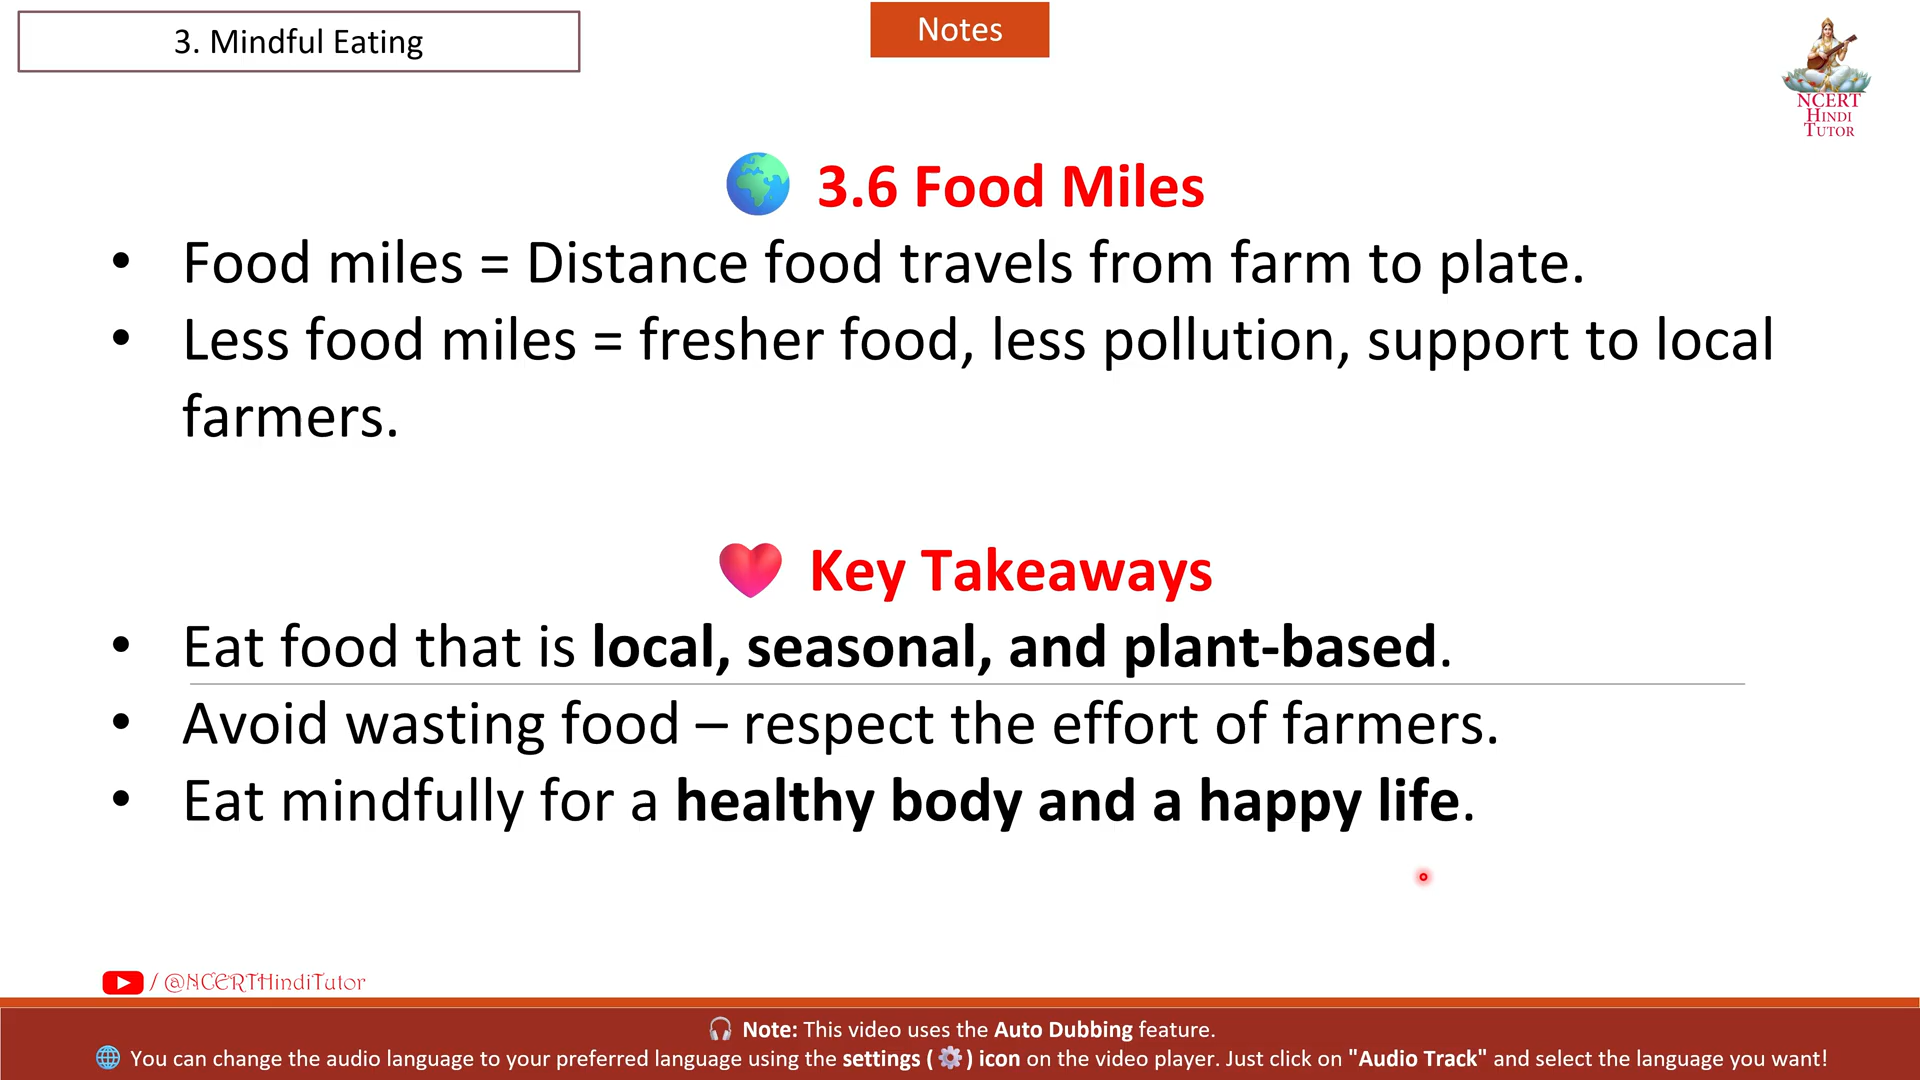 3. Mindful Eating
Notes
NCERT
HINDI
TUTOR
3.6 Food Miles
• Food miles = Distance food travels from farm to plate.
• Less food miles = fresher food, less pollution, support to local
farmers.
Key Takeaways
• Eat food that is local, seasonal, and plant-based.
• Avoid wasting food – respect the effort of farmers.
• Eat mindfully for a healthy body and a happy life.
/ @NCERTHindiTutor
Note: This video uses the Auto Dubbing feature.
You can change the audio language to your preferred language using the settings ( ⚙ ) icon on the video player. Just click on "Audio Track" and select the language you want!